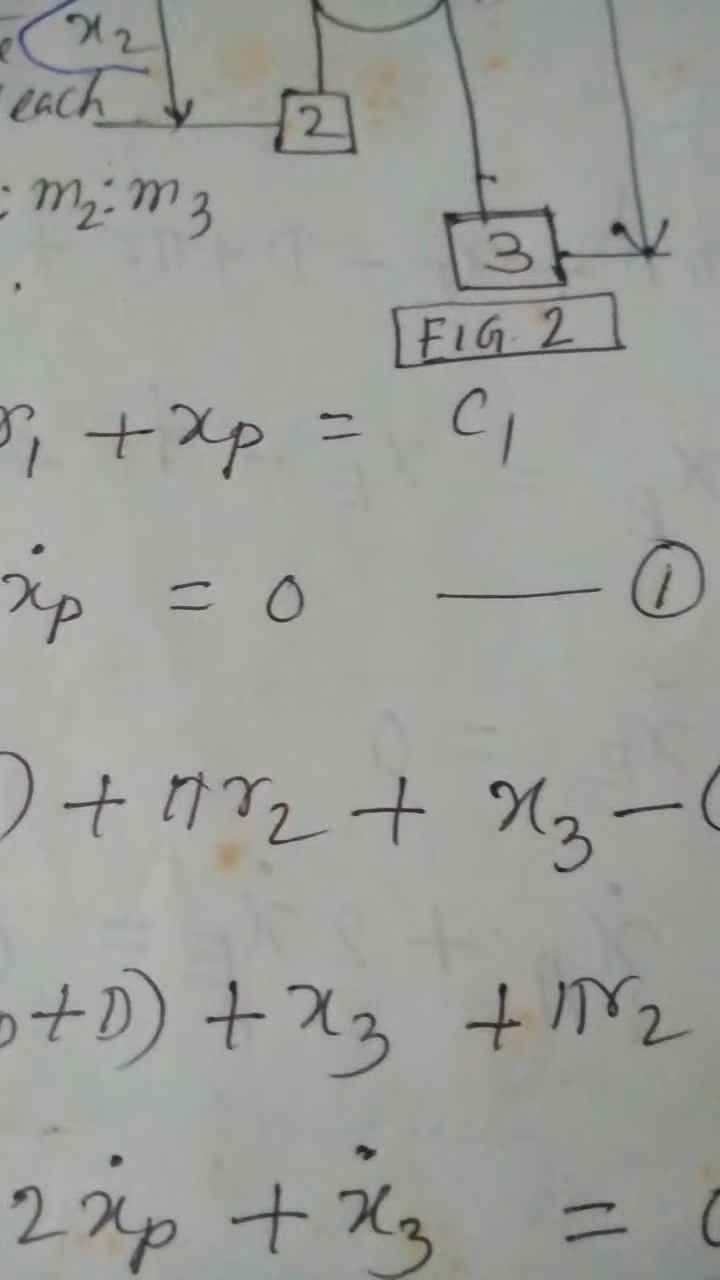 x₂
each
2
: m₂ : m₃
3
FIG. 2
r₁ + xₚ = C₁
ẋₚ = 0 — ①
) + πr₂ + x₃ − (
+ D) + x₃ + πr₂
2ẋₚ + ẋ₃ =